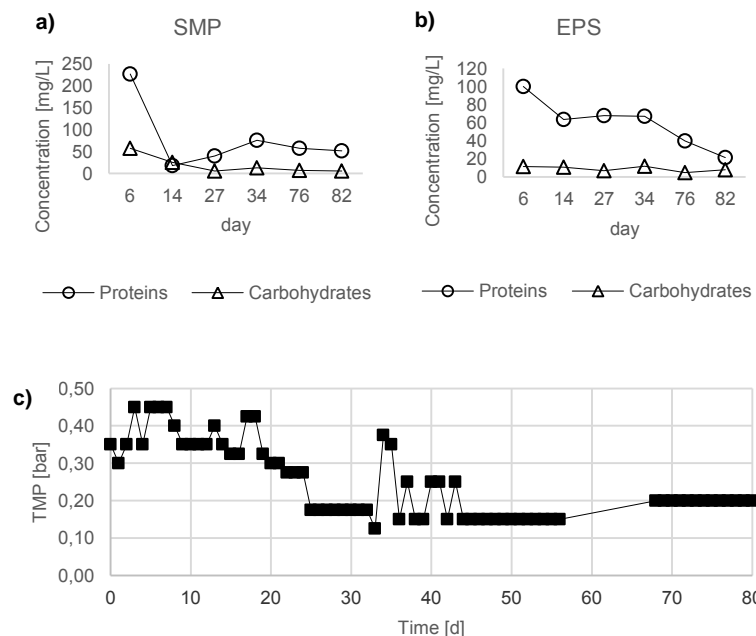 a)
SMP
Concentration [mg/L]
250
200
150
100
50
0
6 14 27 34 76 82
day
Proteins Carbohydrates
b)
EPS
Concentration [mg/L]
120
100
80
60
40
20
0
6 14 27 34 76 82
day
Proteins Carbohydrates
c)
TMP [bar]
0,50
0,40
0,30
0,20
0,10
0,00
0 10 20 30 40 50 60 70 80
Time [d]